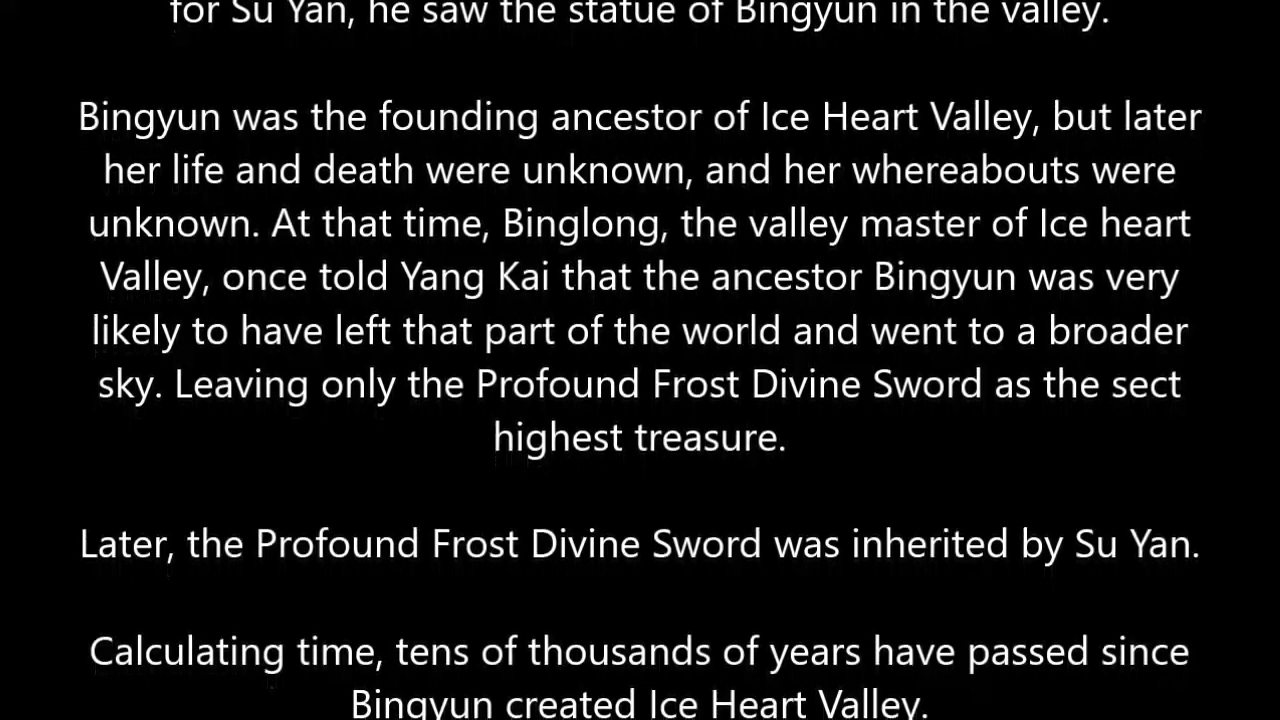 for Su Yan, he saw the statue of Bingyun in the valley.
Bingyun was the founding ancestor of Ice Heart Valley, but later
her life and death were unknown, and her whereabouts were
unknown. At that time, Binglong, the valley master of Ice heart
Valley, once told Yang Kai that the ancestor Bingyun was very
likely to have left that part of the world and went to a broader
sky. Leaving only the Profound Frost Divine Sword as the sect
highest treasure.
Later, the Profound Frost Divine Sword was inherited by Su Yan.
Calculating time, tens of thousands of years have passed since
Bingyun created Ice Heart Valley.